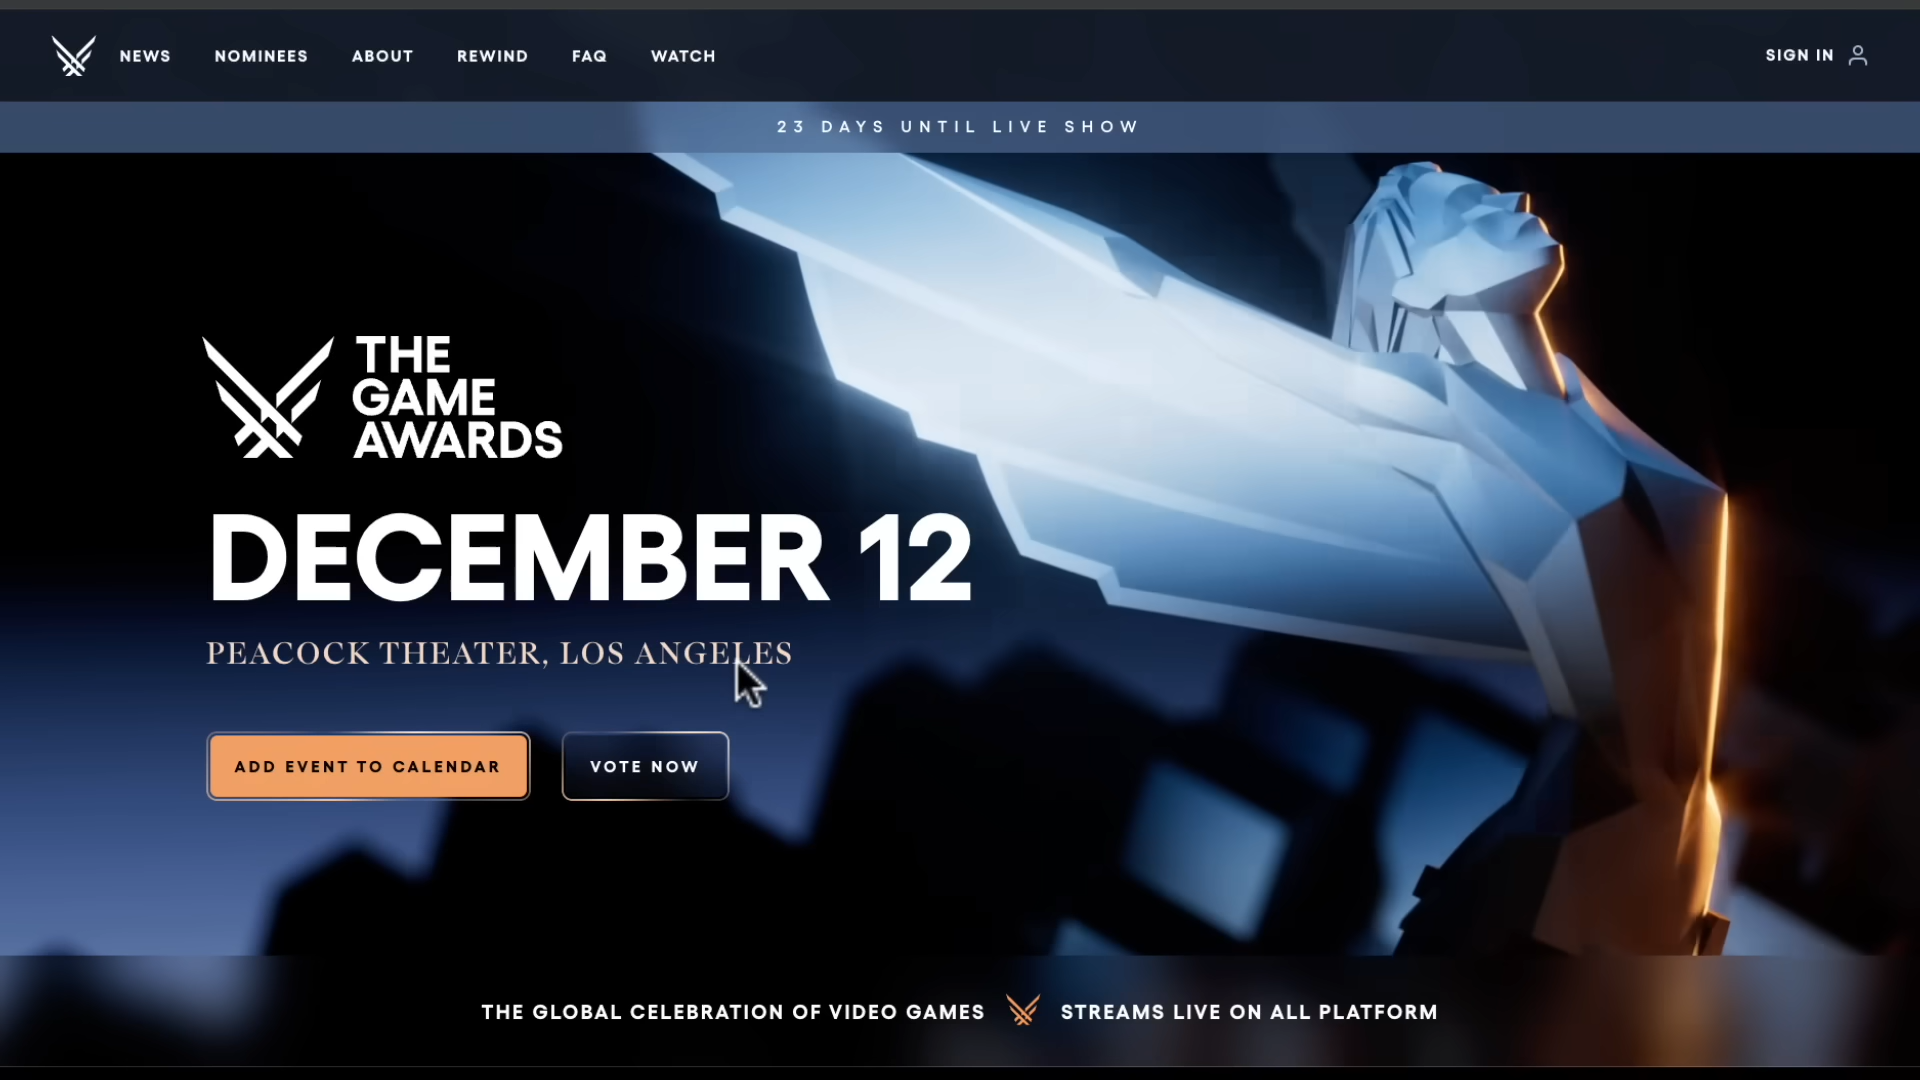 NEWS NOMINEES ABOUT REWIND FAQ WATCH SIGN IN
23 DAYS UNTIL LIVE SHOW
THE
GAME
AWARDS
DECEMBER 12
PEACOCK THEATER, LOS ANGELES
ADD EVENT TO CALENDAR VOTE NOW
THE GLOBAL CELEBRATION OF VIDEO GAMES STREAMS LIVE ON ALL PLATFORM